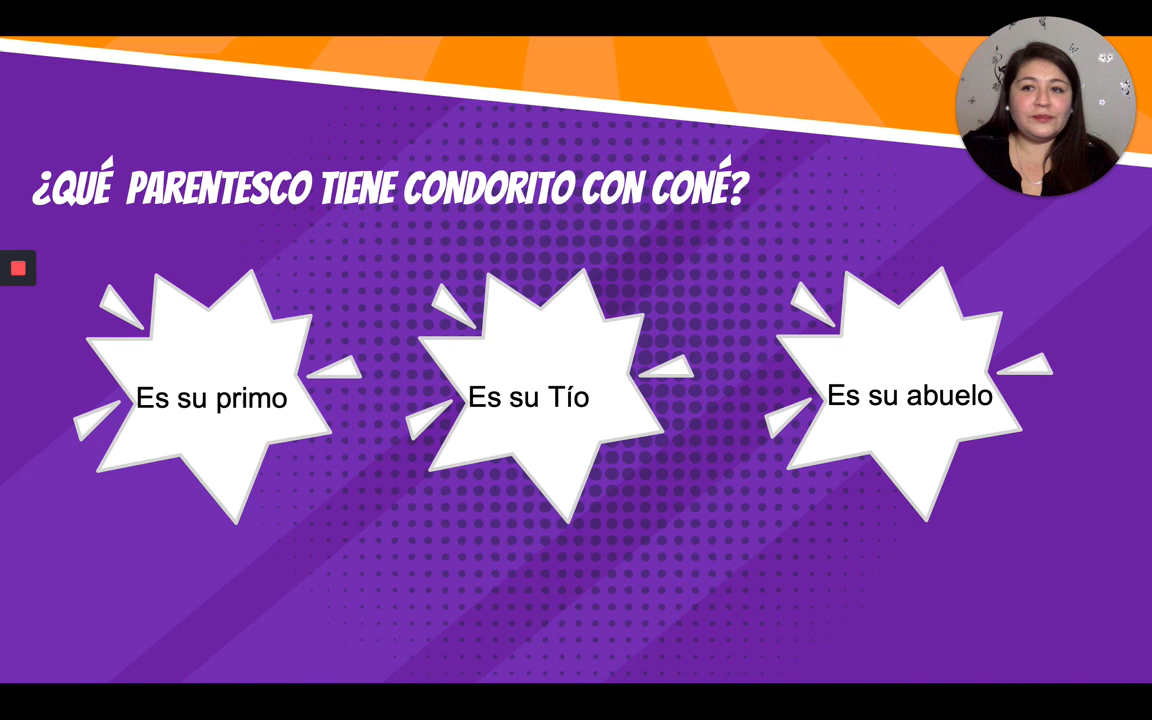 ¿QUÉ PARENTESCO TIENE CONDORITO CON CONÉ?
Es su primo
Es su Tío
Es su abuelo